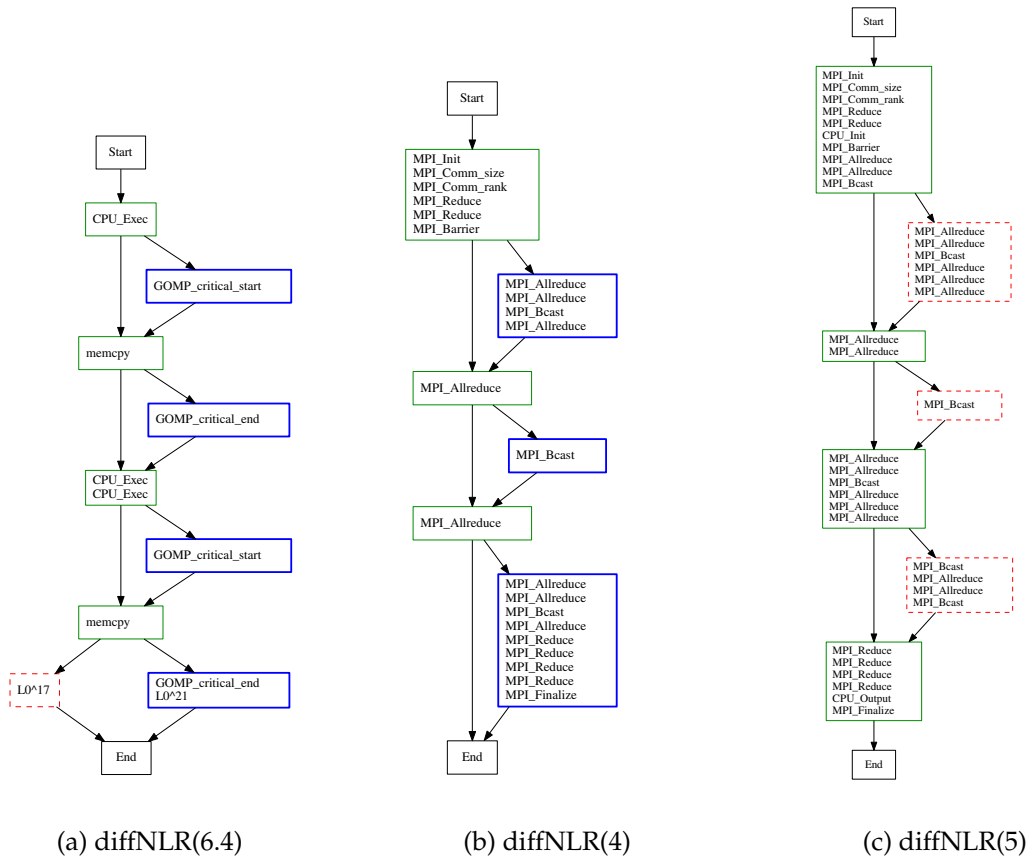 Start
CPU_Exec
GOMP_critical_start
memcpy
GOMP_critical_end
CPU_Exec
CPU_Exec
GOMP_critical_start
memcpy
L0^17
GOMP_critical_end
L0^21
End
(a) diffNLR(6.4)
Start
MPI_Init
MPI_Comm_size
MPI_Comm_rank
MPI_Reduce
MPI_Reduce
MPI_Barrier
MPI_Allreduce
MPI_Allreduce
MPI_Bcast
MPI_Allreduce
MPI_Allreduce
MPI_Bcast
MPI_Allreduce
MPI_Allreduce
MPI_Allreduce
MPI_Bcast
MPI_Allreduce
MPI_Reduce
MPI_Reduce
MPI_Reduce
MPI_Reduce
MPI_Finalize
End
(b) diffNLR(4)
Start
MPI_Init
MPI_Comm_size
MPI_Comm_rank
MPI_Reduce
MPI_Reduce
CPU_Init
MPI_Barrier
MPI_Allreduce
MPI_Allreduce
MPI_Bcast
MPI_Allreduce
MPI_Allreduce
MPI_Bcast
MPI_Allreduce
MPI_Allreduce
MPI_Allreduce
MPI_Allreduce
MPI_Allreduce
MPI_Bcast
MPI_Allreduce
MPI_Allreduce
MPI_Bcast
MPI_Allreduce
MPI_Allreduce
MPI_Allreduce
MPI_Bcast
MPI_Allreduce
MPI_Bcast
MPI_Reduce
MPI_Reduce
MPI_Reduce
MPI_Reduce
CPU_Output
MPI_Finalize
End
(c) diffNLR(5)